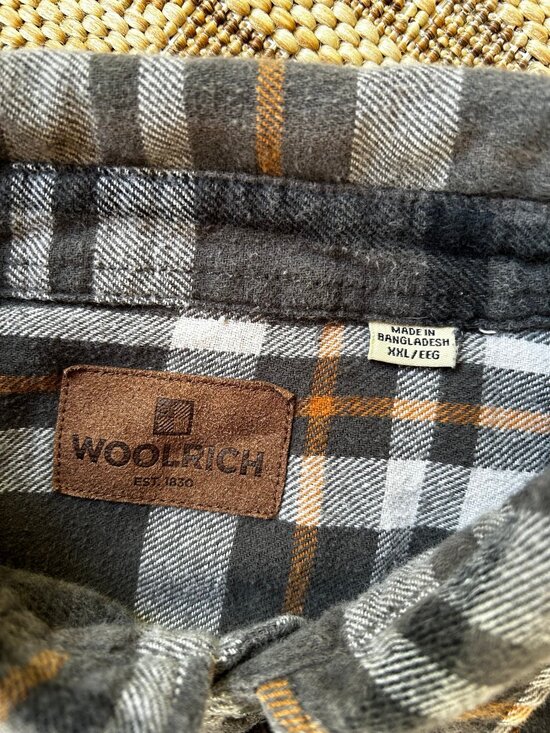 MADE IN
BANGLADESH
XXL/EEG
WOOLRICH
EST. 1830